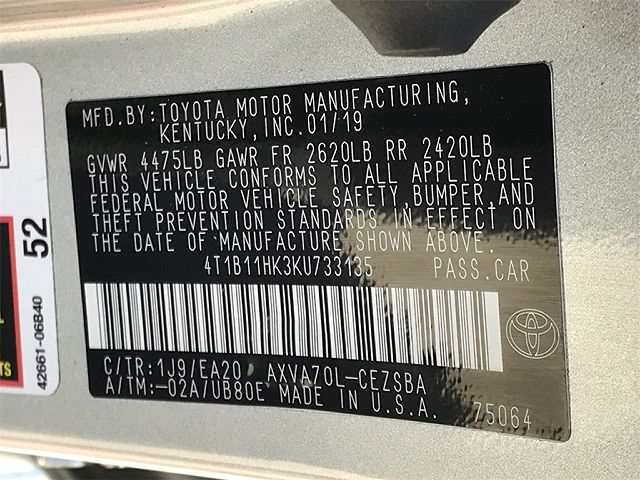 MFD.BY:TOYOTA MOTOR MANUFACTURING,
KENTUCKY,INC.01/19
GVWR 4475LB GAWR FR 2620LB RR 2420LB
THIS VEHICLE CONFORMS TO ALL APPLICABLE
FEDERAL MOTOR VEHICLE SAFETY,BUMPER,AND
THEFT PREVENTION STANDARDS IN EFFECT ON
THE DATE OF MANUFACTURE SHOWN ABOVE.
4T1B11HK3KU733135 PASS.CAR
C/TR:1J9/EA20 AXVA70L-CEZSBA
A/TM:-02A/UB80E MADE IN U.S.A. 75064
52
42661-06B40